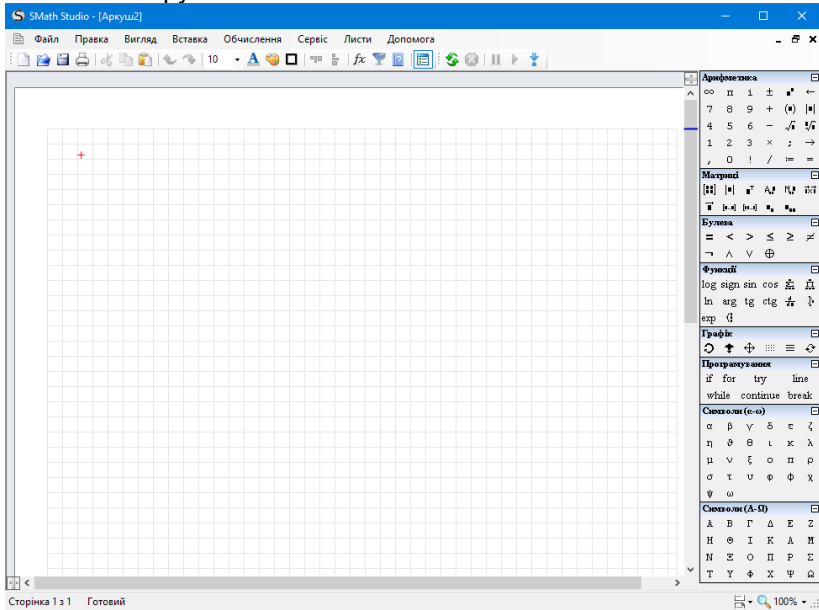 SMath Studio - [Аркуш2]
Файл Правка Вигляд Вставка Обчислення Сервіс Листи Допомога
10
fx
Арифметика
∞ π i ± ←
7 8 9 +
4 5 6 −
1 2 3 × ; →
, 0 ! / := =
Матриці
Булева
= < > ≤ ≥ ≠
¬ ∧ ∨ ⊕
Функції
log sign sin cos
ln arg tg ctg
exp
Графік
Програмування
if for try line
while continue break
Символи (α-ω)
α β γ δ ε ζ
η ϑ θ ι κ λ
μ ν ξ ο π ρ
σ τ υ φ ϕ χ
ψ ω
Символи (Α-Ω)
Α Β Γ Δ Ε Ζ
Η Θ Ι Κ Λ Μ
Ν Ξ Ο Π Ρ Σ
Τ Υ Φ Χ Ψ Ω
Сторінка 1 з 1 Готовий 100%